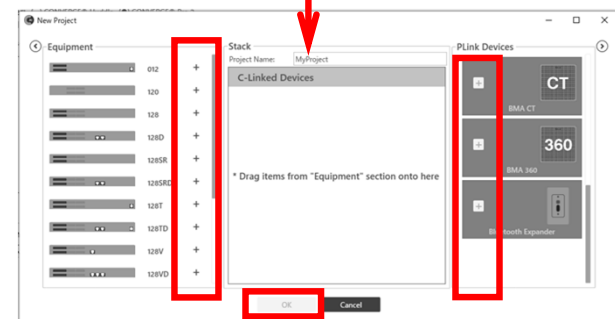 New Project
Equipment
012
120
128
128D
128SR
128SRD
128T
128TD
128V
128VD
Stack
Project Name: MyProject
C-Linked Devices
* Drag items from "Equipment" section onto here
PLink Devices
CT
BMA CT
360
BMA 360
Bluetooth Expander
OK
Cancel